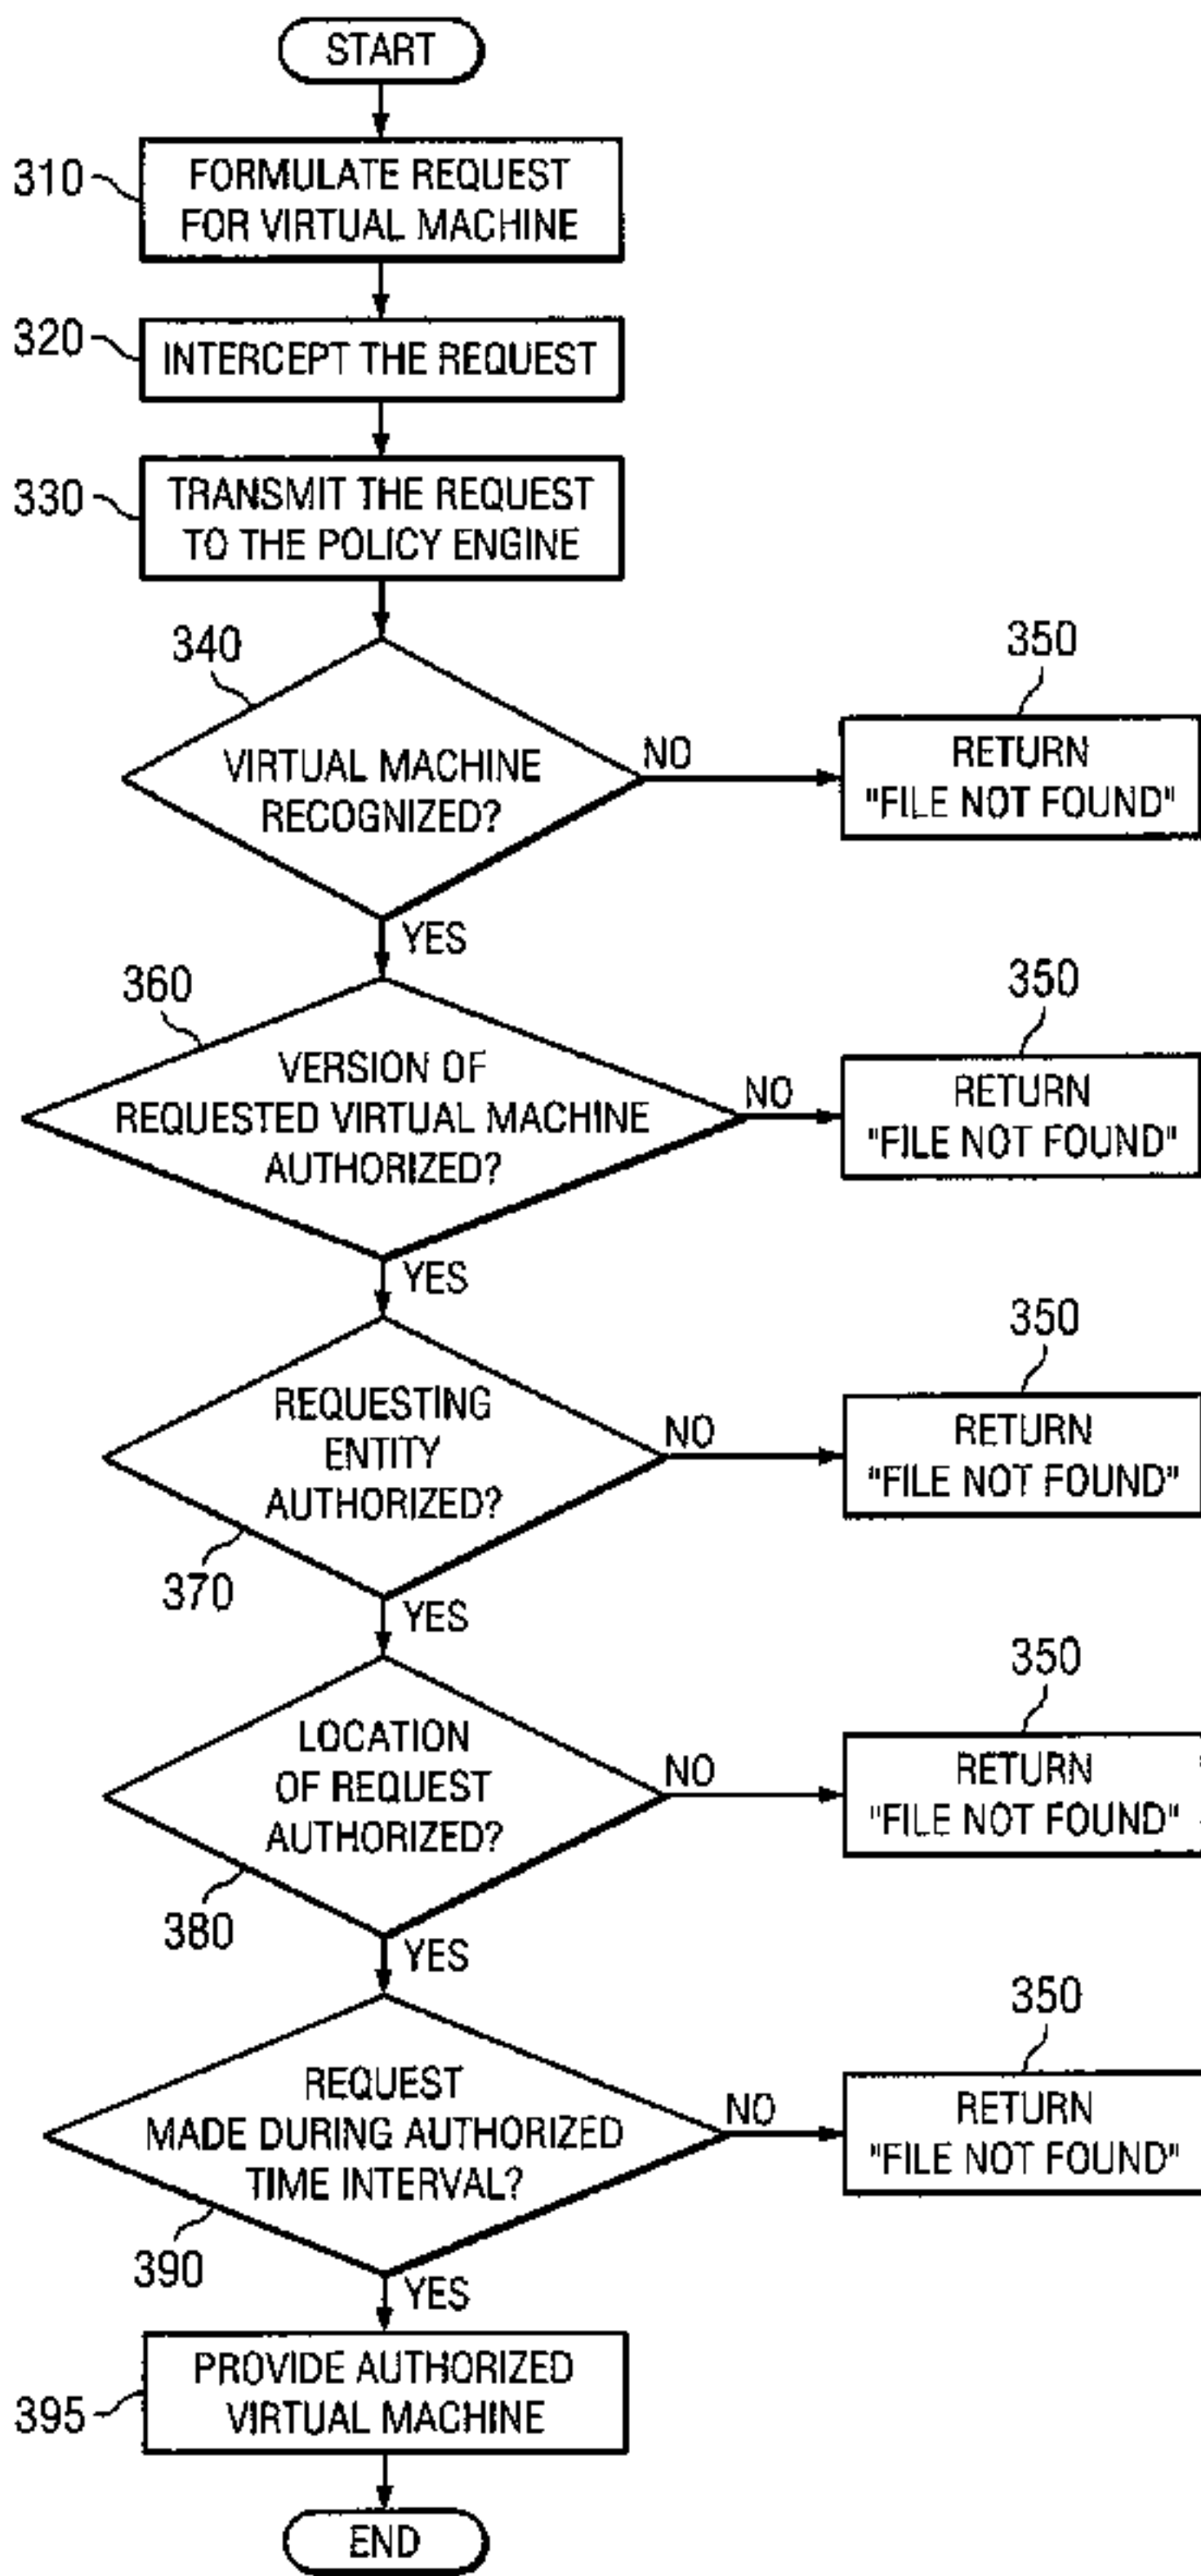 START
310
FORMULATE REQUEST
FOR VIRTUAL MACHINE
320
INTERCEPT THE REQUEST
330
TRANSMIT THE REQUEST
TO THE POLICY ENGINE
340
VIRTUAL MACHINE
RECOGNIZED?
NO
350
RETURN
"FILE NOT FOUND"
YES
360
VERSION OF
REQUESTED VIRTUAL MACHINE
AUTHORIZED?
NO
350
RETURN
"FILE NOT FOUND"
YES
REQUESTING
ENTITY
AUTHORIZED?
370
NO
350
RETURN
"FILE NOT FOUND"
YES
LOCATION
OF REQUEST
AUTHORIZED?
380
NO
350
RETURN
"FILE NOT FOUND"
YES
REQUEST
MADE DURING AUTHORIZED
TIME INTERVAL?
390
NO
350
RETURN
"FILE NOT FOUND"
YES
395
PROVIDE AUTHORIZED
VIRTUAL MACHINE
END